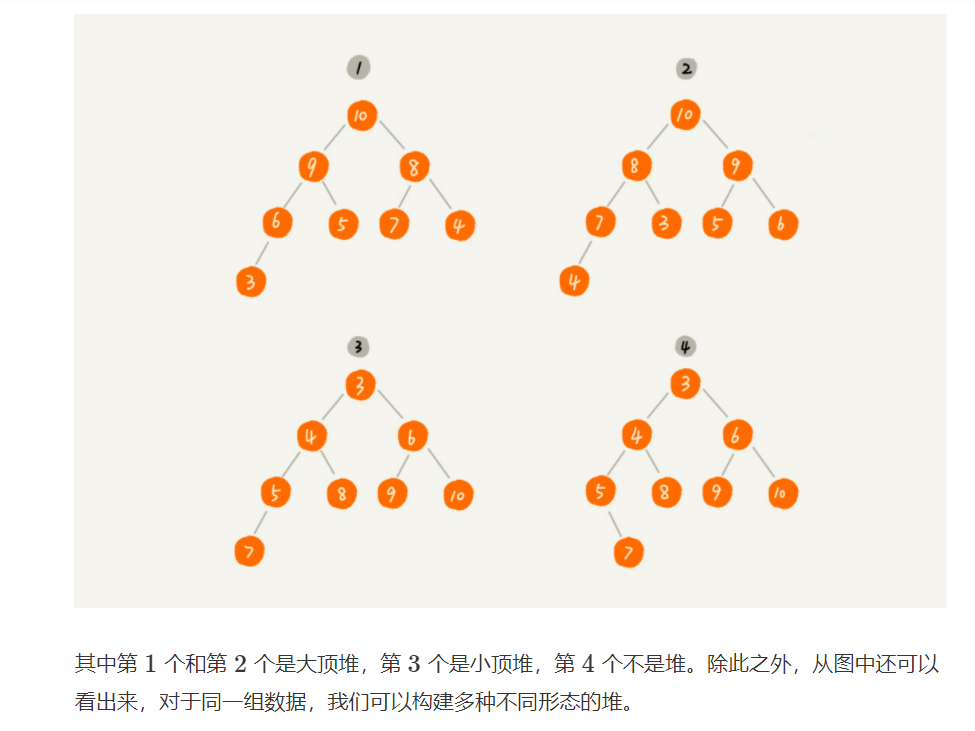 1 2
10 10
9 8 8 9
6 5 7 4 7 3 5 6
3 4
3 4
3 3
4 6 4 6
5 8 9 10 5 8 9 10
7 7
其中第 1 个和第 2 个是大顶堆，第 3 个是小顶堆，第 4 个不是堆。除此之外，从图中还可以
看出来，对于同一组数据，我们可以构建多种不同形态的堆。